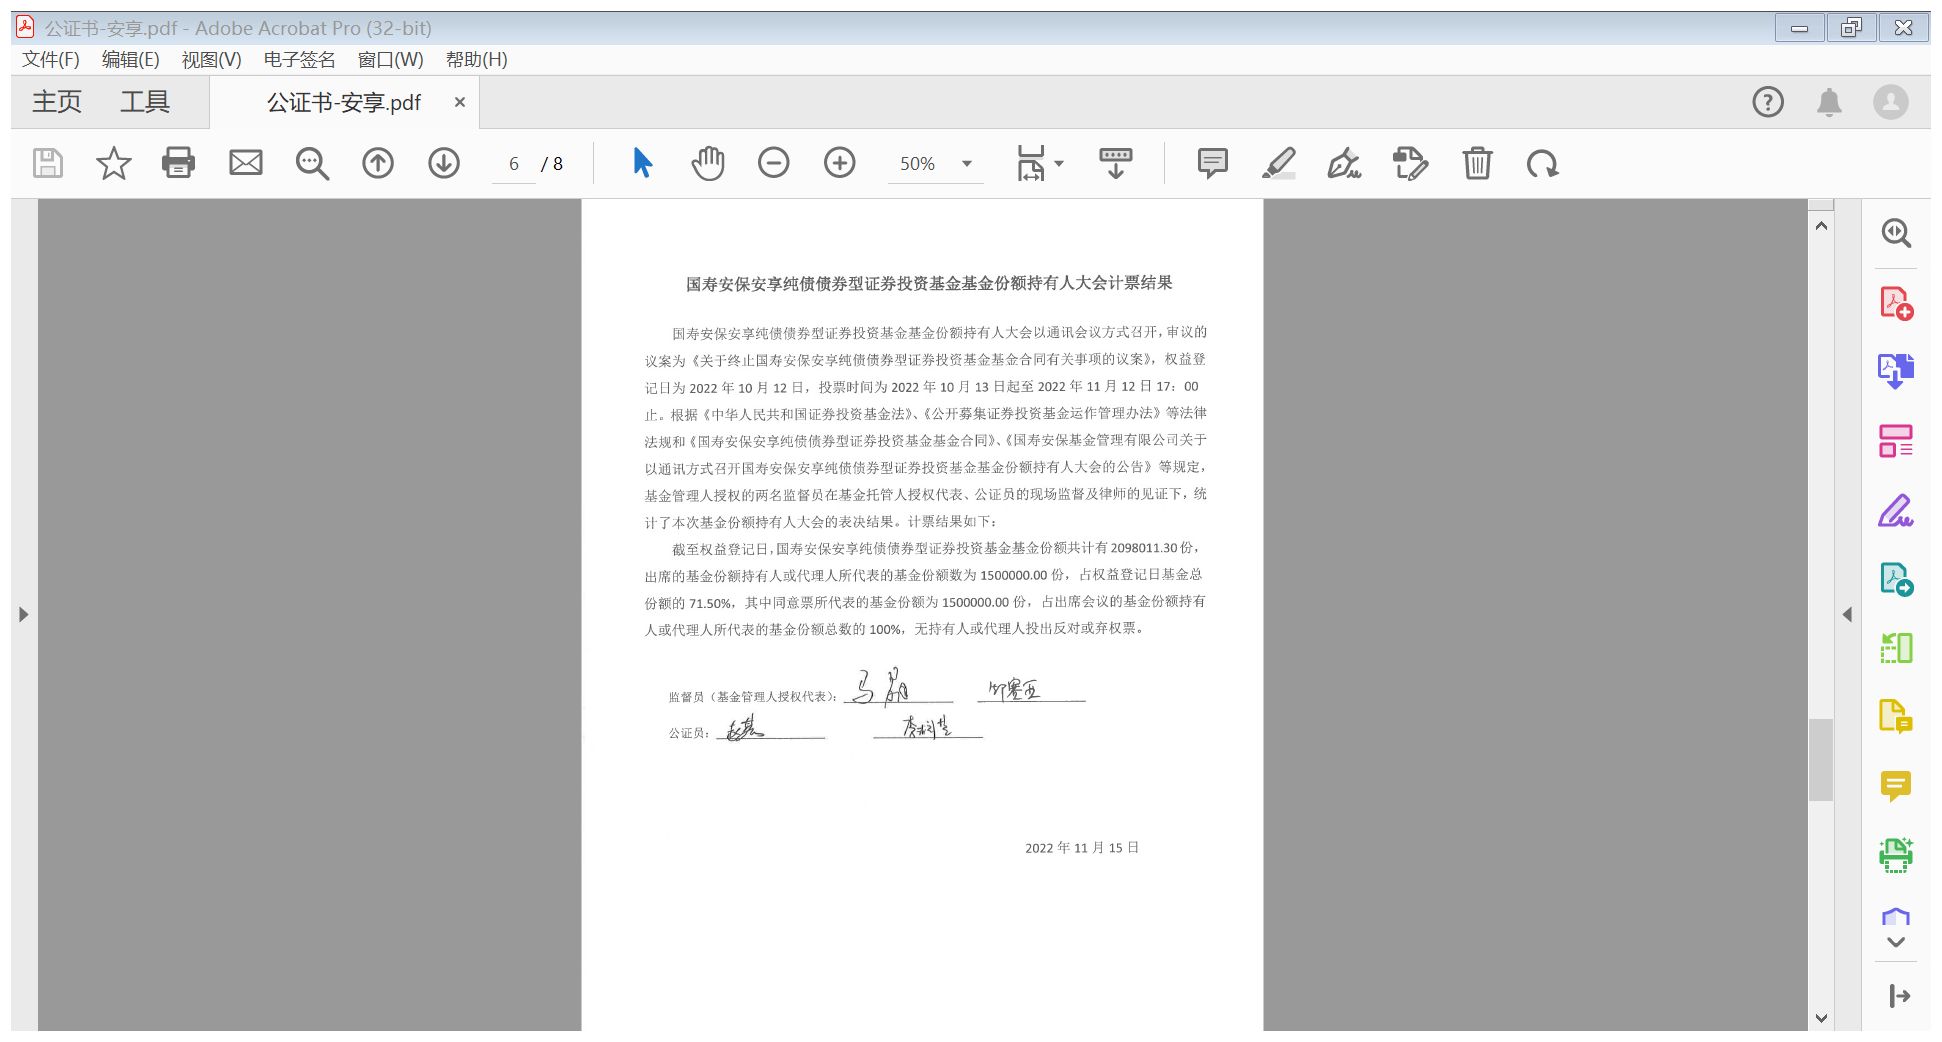 公证书-安享.pdf - Adobe Acrobat Pro (32-bit)
文件(F) 编辑(E) 视图(V) 电子签名 窗口(W) 帮助(H)
主页 工具 公证书-安享.pdf ×
6 / 8 50%
国寿安保安享纯债债券型证券投资基金基金份额持有人大会计票结果
国寿安保安享纯债债券型证券投资基金基金份额持有人大会以通讯会议方式召开，审议的
议案为《关于终止国寿安保安享纯债债券型证券投资基金基金合同有关事项的议案》，权益登
记日为 2022 年 10 月 12 日，投票时间为 2022 年 10 月 13 日起至 2022 年 11 月 12 日 17：00
止。根据《中华人民共和国证券投资基金法》、《公开募集证券投资基金运作管理办法》等法律
法规和《国寿安保安享纯债债券型证券投资基金基金合同》、《国寿安保基金管理有限公司关于
以通讯方式召开国寿安保安享纯债债券型证券投资基金基金份额持有人大会的公告》等规定，
基金管理人授权的两名监督员在基金托管人授权代表、公证员的现场监督及律师的见证下，统
计了本次基金份额持有人大会的表决结果。计票结果如下：
截至权益登记日，国寿安保安享纯债债券型证券投资基金基金份额共计有 2098011.30 份，
出席的基金份额持有人或代理人所代表的基金份额数为 1500000.00 份，占权益登记日基金总
份额的 71.50%，其中同意票所代表的基金份额为 1500000.00 份，占出席会议的基金份额持有
人或代理人所代表的基金份额总数的 100%，无持有人或代理人投出反对或弃权票。
监督员（基金管理人授权代表）：
公证员：
2022 年 11 月 15 日